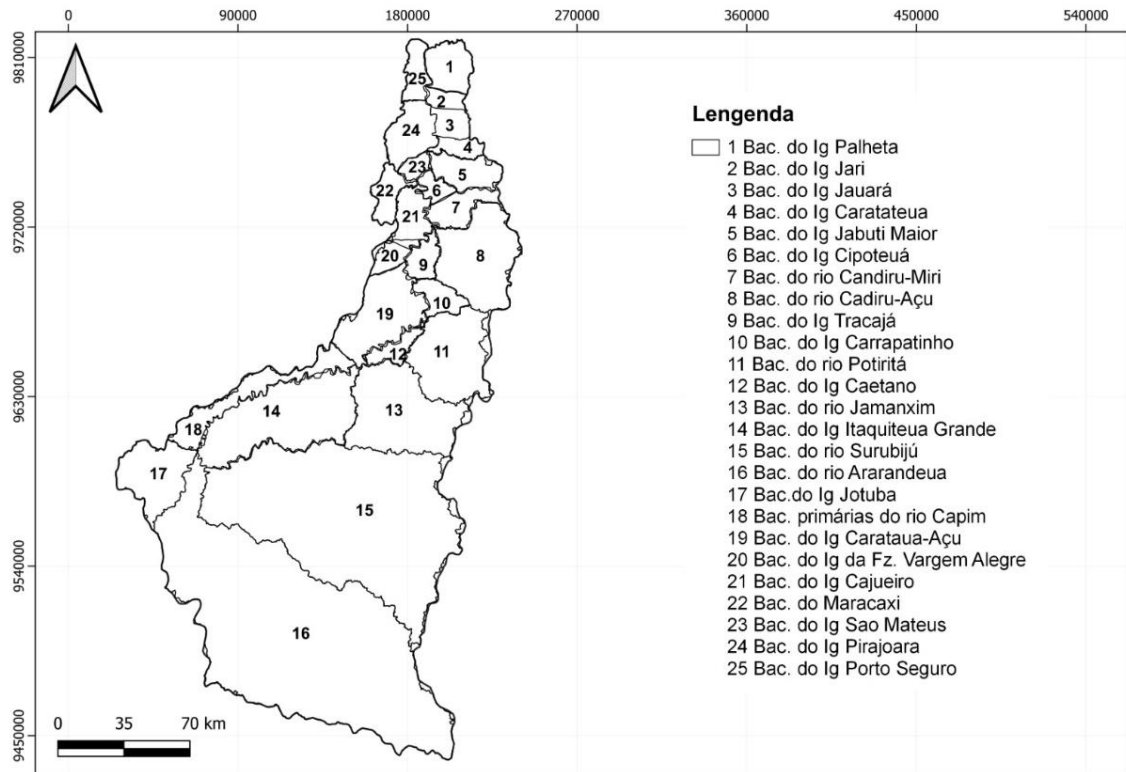 0 90000 180000 270000 360000 450000 540000
9810000
9720000
9630000
9540000
9450000
1
25
2
24
3
4
23
5
22
6
21
7
20
9
8
19
10
12
11
14
13
18
17
15
16
0 35 70 km
Lengenda
1 Bac. do Ig Palheta
2 Bac. do Ig Jari
3 Bac. do Ig Jauará
4 Bac. do Ig Caratateua
5 Bac. do Ig Jabuti Maior
6 Bac. do Ig Cipoteuá
7 Bac. do rio Candiru-Miri
8 Bac. do rio Cadiru-Açu
9 Bac. do Ig Tracajá
10 Bac. do Ig Carrapatinho
11 Bac. do rio Potiritá
12 Bac. do Ig Caetano
13 Bac. do rio Jamanxim
14 Bac. do Ig Itaquiteua Grande
15 Bac. do rio Surubijú
16 Bac. do rio Ararandeua
17 Bac.do Ig Jotuba
18 Bac. primárias do rio Capim
19 Bac. do Ig Carataua-Açu
20 Bac. do Ig da Fz. Vargem Alegre
21 Bac. do Ig Cajueiro
22 Bac. do Maracaxi
23 Bac. do Ig Sao Mateus
24 Bac. do Ig Pirajoara
25 Bac. do Ig Porto Seguro